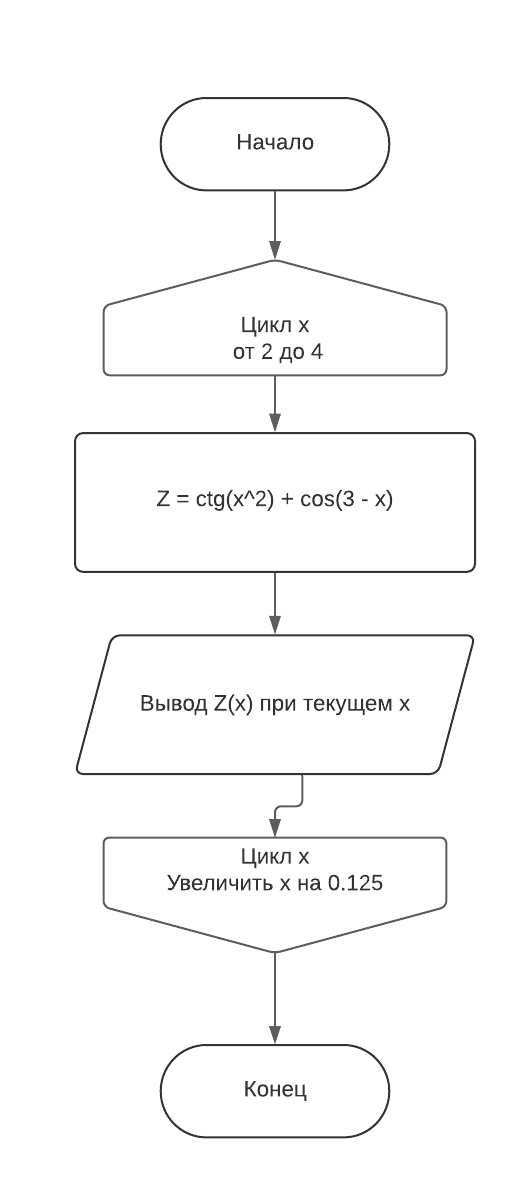 Начало
Цикл x
от 2 до 4
Z = ctg(x^2) + cos(3 - x)
Вывод Z(x) при текущем x
Цикл x
Увеличить x на 0.125
Конец